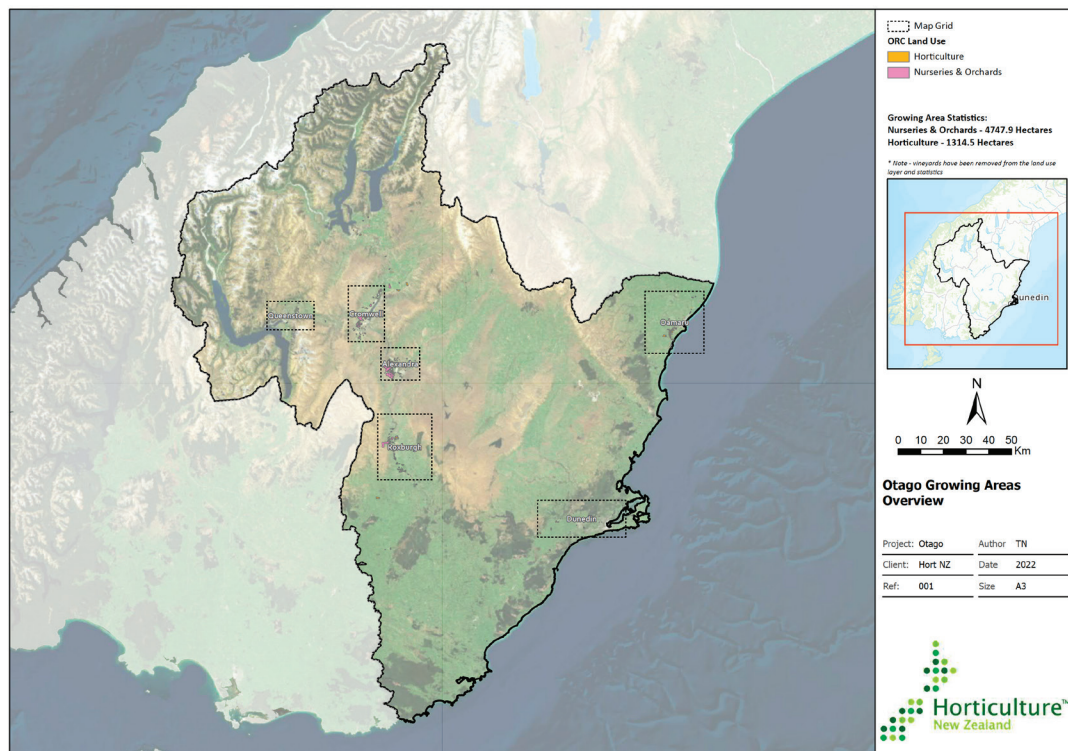 Map Grid
ORC Land Use
Horticulture
Nurseries & Orchards
Growing Area Statistics:
Nurseries & Orchards - 4747.9 Hectares
Horticulture - 1314.5 Hectares
* Note - vineyards have been removed from the land use
layer and statistics
Dunedin
N
0 10 20 30 40 50
Km
Otago Growing Areas
Overview
Project: Otago Author TN
Client: Hort NZ Date 2022
Ref: 001 Size A3
Horticulture™
New Zealand
Queenstown
Cromwell
Alexandra
Roxburgh
Oamaru
Dunedin